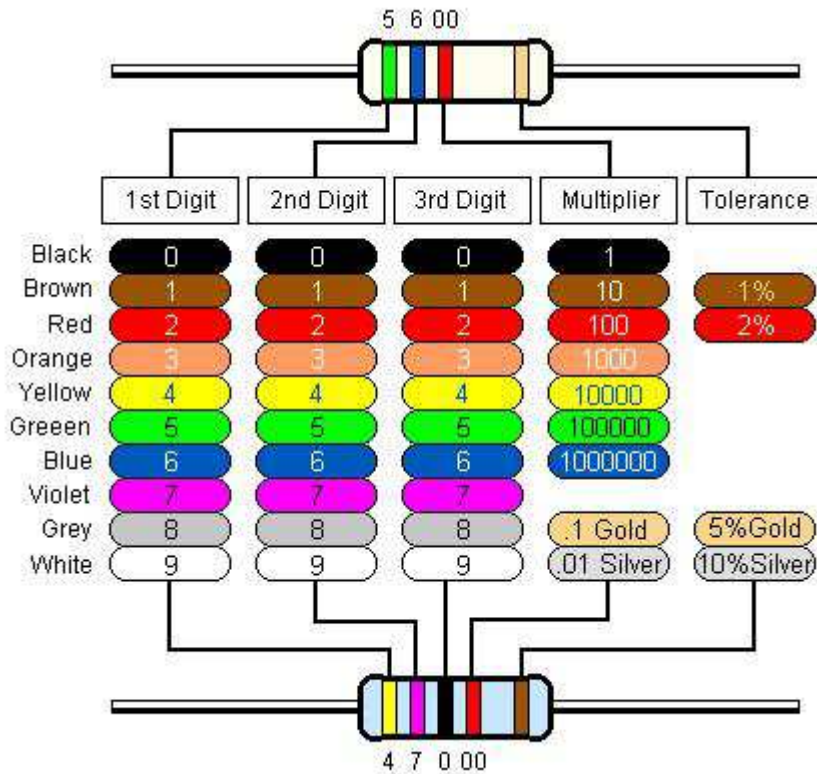 5 6 00
1st Digit 2nd Digit 3rd Digit Multiplier Tolerance
Black 0 0 0 1
Brown 1 1 1 10 1%
Red 2 2 2 100 2%
Orange 3 3 3 1000
Yellow 4 4 4 10000
Greeen 5 5 5 100000
Blue 6 6 6 1000000
Violet 7 7 7
Grey 8 8 8 .1 Gold 5%Gold
White 9 9 9 .01 Silver 10%Silver
4 7 0 00